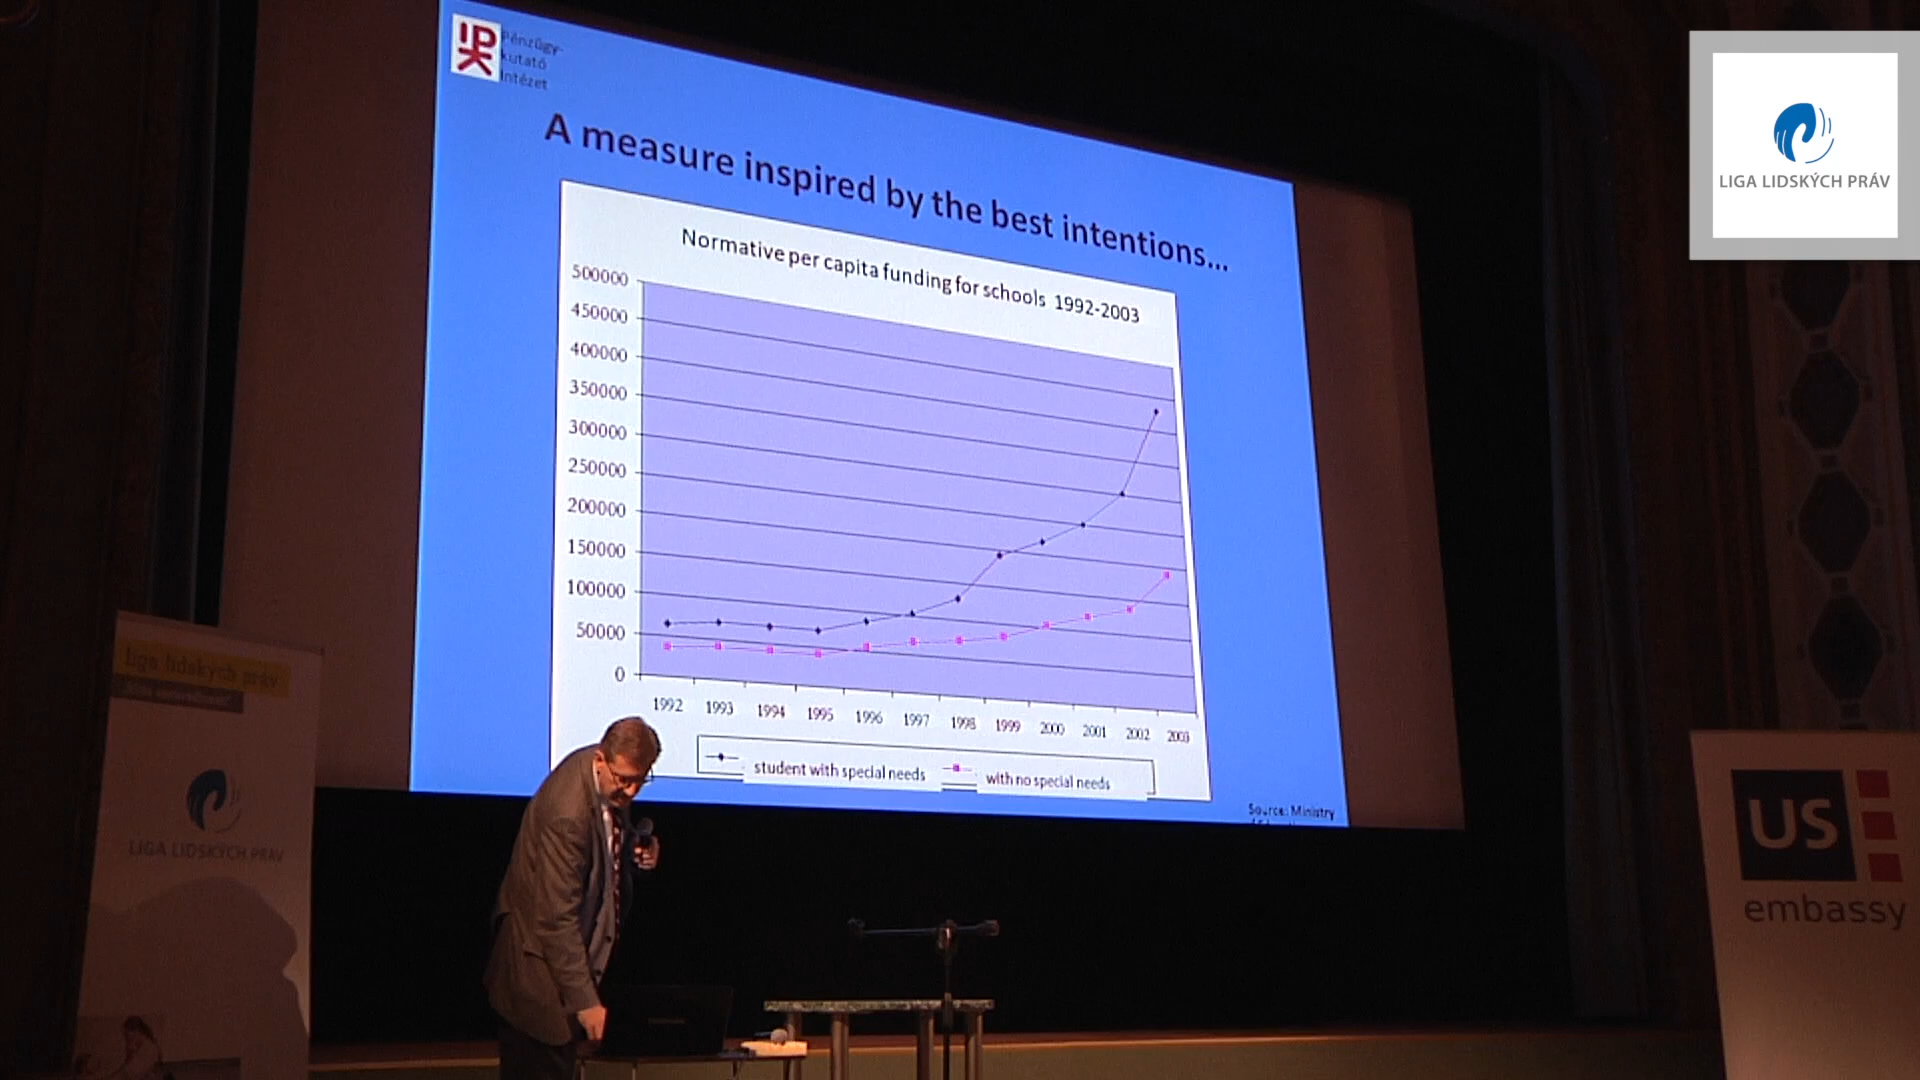 Pénzügy-
kutató
Intézet
A measure inspired by the best intentions...
Normative per capita funding for schools 1992-2003
500000
450000
400000
350000
300000
250000
200000
150000
100000
50000
0
1992 1993 1994 1995 1996 1997 1998 1999 2000 2001 2002 2003
student with special needs with no special needs
Source: Ministry
LIGA LIDSKÝCH PRÁV
liga lidských práv
LIGA LIDSKÝCH PRÁV
US
embassy